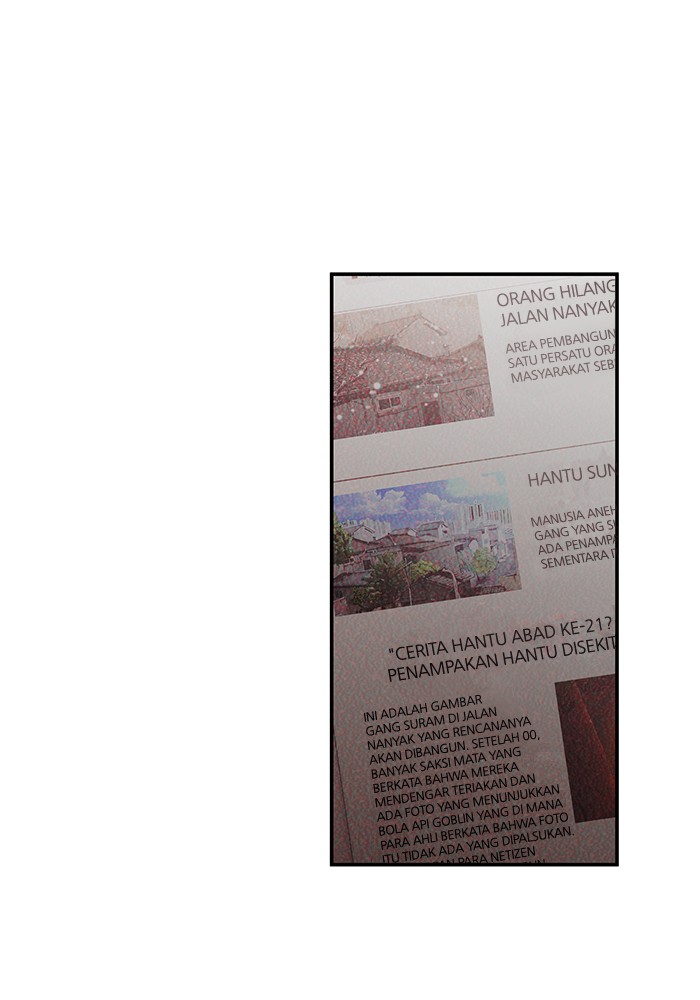 ORANG HILANG
JALAN NANYAK
AREA PEMBANGUN
SATU PERSATU ORA
MASYARAKAT SEB
HANTU SUN
MANUSIA ANEH
GANG YANG
ADA PENAMPA
SEMENTARA
"CERITA HANTU ABAD KE-21?
PENAMPAKAN HANTU DISEKIT
INI ADALAH GAMBAR
GANG SURAM DI JALAN
NANYAK YANG RENCANANYA
AKAN DIBANGUN. SETELAH 00,
BANYAK SAKSI MATA YANG
BERKATA BAHWA MEREKA
MENDENGAR TERIAKAN DAN
ADA FOTO YANG MENUNJUKKAN
BOLA API GOBLIN YANG DI MANA
PARA AHLI BERKATA BAHWA FOTO
ITU TIDAK ADA YANG DIPALSUKAN.
PARA NETIZEN